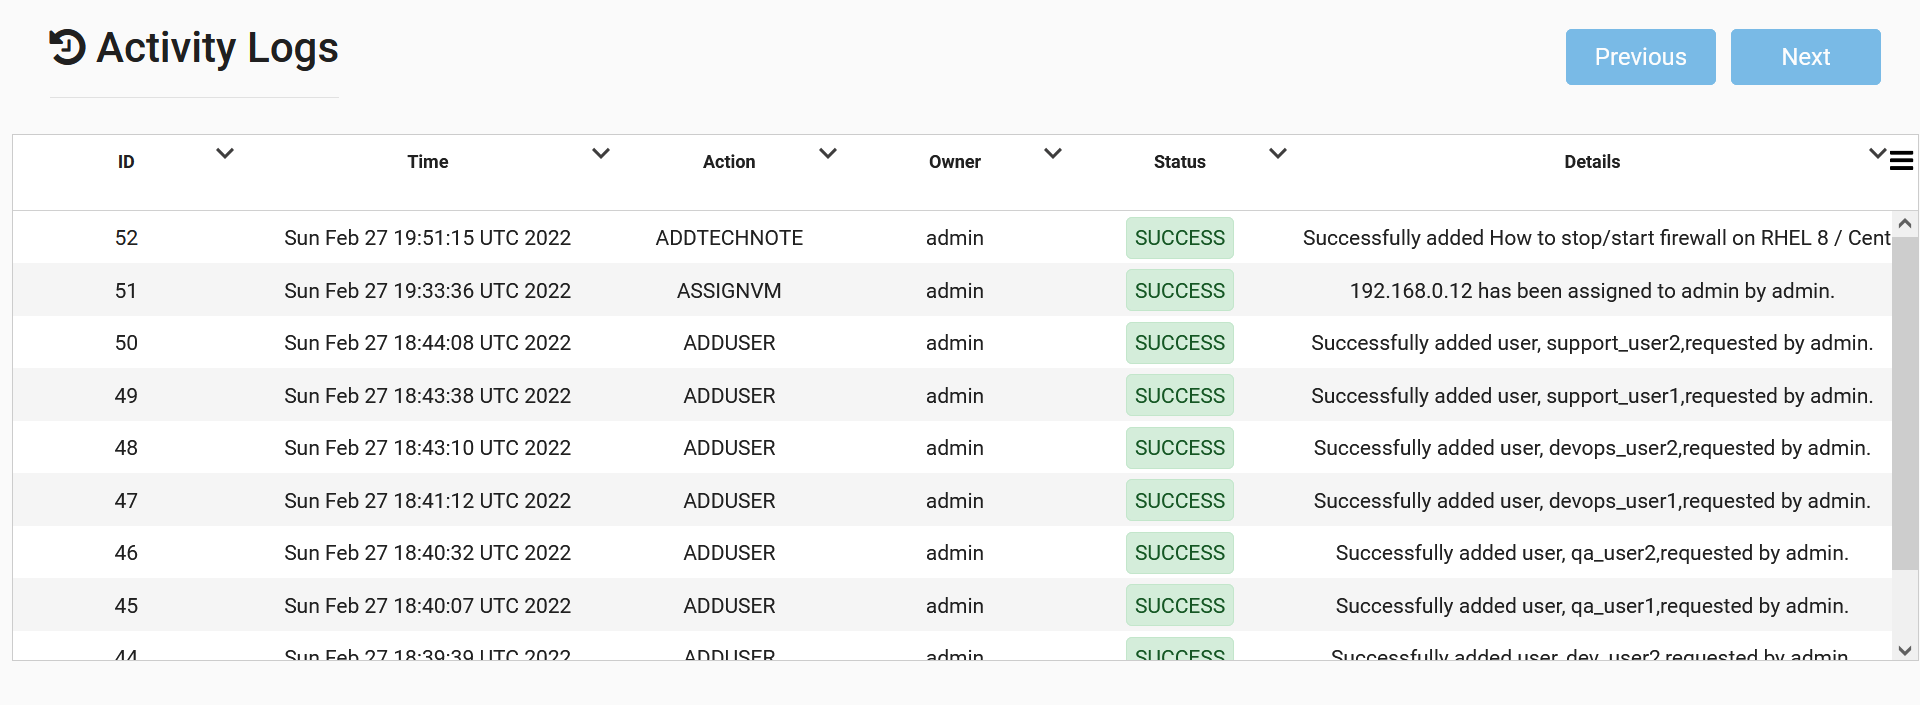 Activity Logs
Previous Next
ID Time Action Owner Status Details
52 Sun Feb 27 19:51:15 UTC 2022 ADDTECHNOTE admin SUCCESS Successfully added How to stop/start firewall on RHEL 8 / Cent
51 Sun Feb 27 19:33:36 UTC 2022 ASSIGNVM admin SUCCESS 192.168.0.12 has been assigned to admin by admin.
50 Sun Feb 27 18:44:08 UTC 2022 ADDUSER admin SUCCESS Successfully added user, support_user2,requested by admin.
49 Sun Feb 27 18:43:38 UTC 2022 ADDUSER admin SUCCESS Successfully added user, support_user1,requested by admin.
48 Sun Feb 27 18:43:10 UTC 2022 ADDUSER admin SUCCESS Successfully added user, devops_user2,requested by admin.
47 Sun Feb 27 18:41:12 UTC 2022 ADDUSER admin SUCCESS Successfully added user, devops_user1,requested by admin.
46 Sun Feb 27 18:40:32 UTC 2022 ADDUSER admin SUCCESS Successfully added user, qa_user2,requested by admin.
45 Sun Feb 27 18:40:07 UTC 2022 ADDUSER admin SUCCESS Successfully added user, qa_user1,requested by admin.
44 Sun Feb 27 18:39:39 UTC 2022 ADDUSER admin SUCCESS Successfully added user, dev_user2,requested by admin.